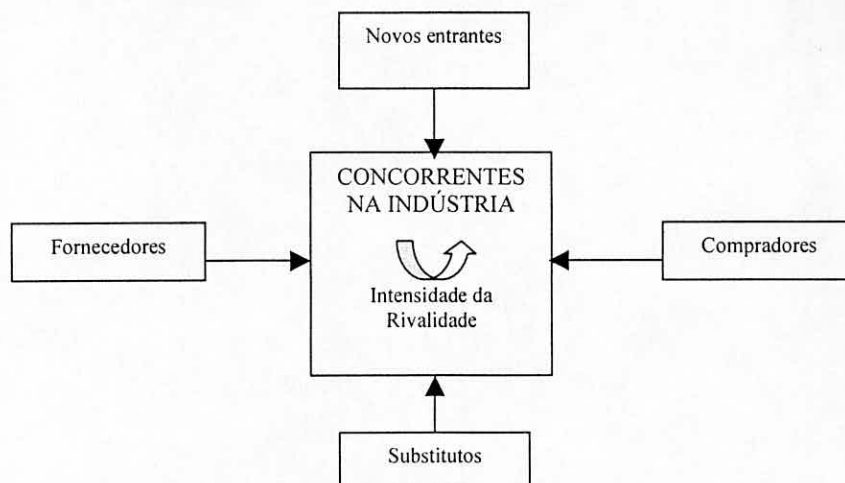 Novos entrantes
CONCORRENTES
NA INDÚSTRIA
Fornecedores
Compradores
Intensidade da
Rivalidade
Substitutos